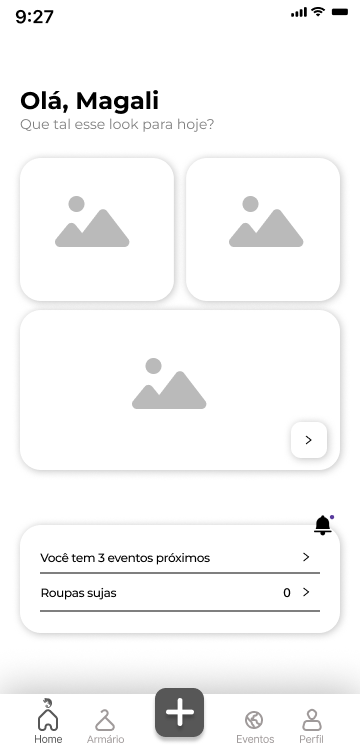 9:27
Olá, Magali
Que tal esse look para hoje?
Você tem 3 eventos próximos
Roupas sujas 0
Home Armário Eventos Perfil